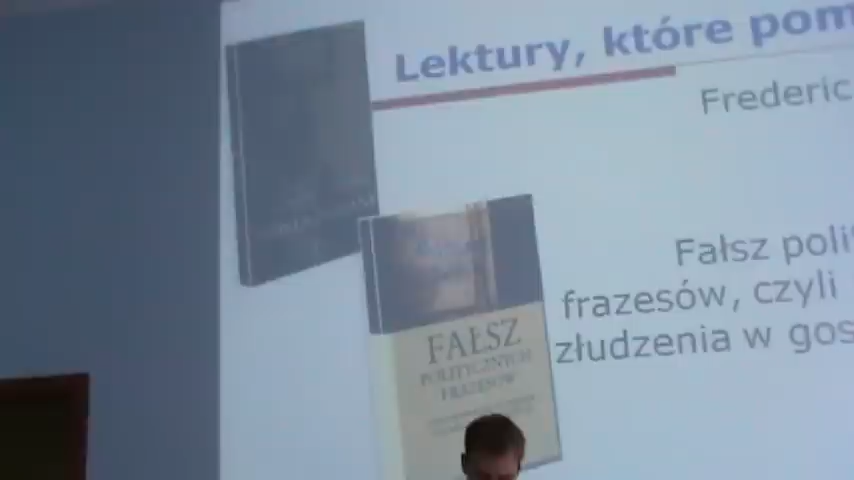 Lektury, które pom
Frederic
Fałsz poli
frazesów, czyli
złudzenia w gos
FAŁSZ
POLITYCZNYCH
FRAZESÓW